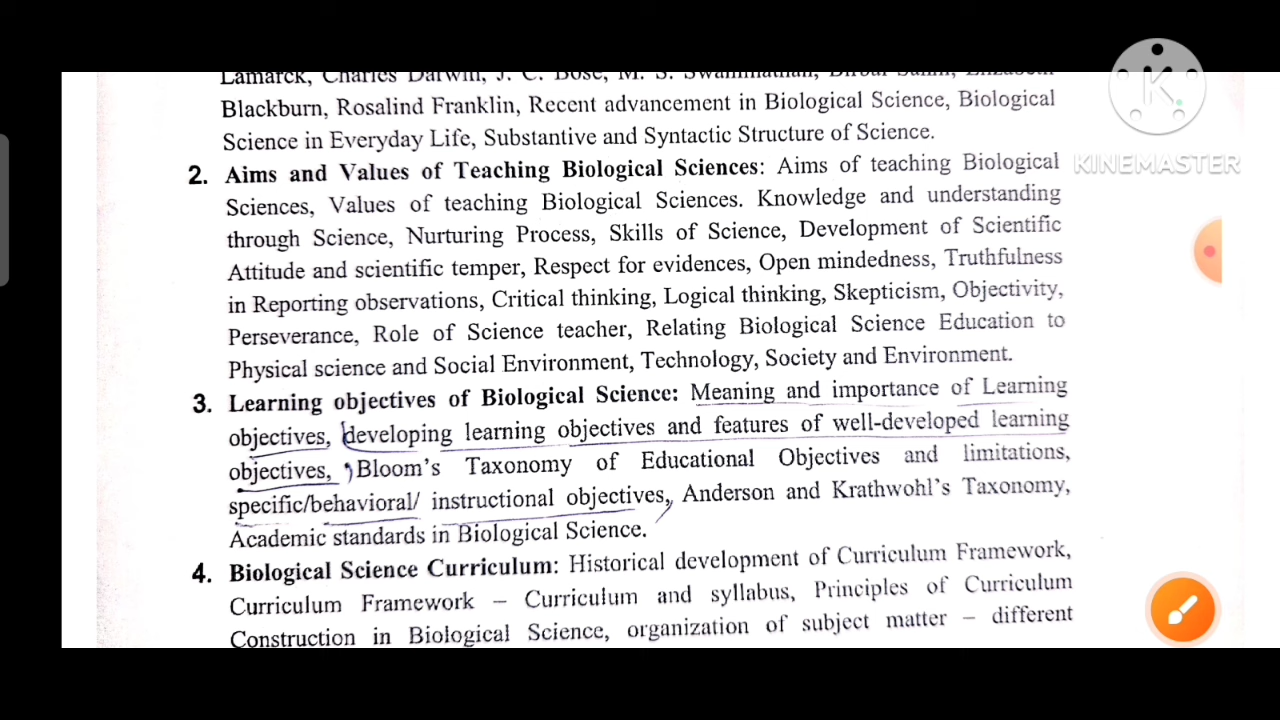 Lamarck, Charles Darwin, J. C. Bose, M. S. Swaminathan, Birbal Sahni, Elizabeth
Blackburn, Rosalind Franklin, Recent advancement in Biological Science, Biological
Science in Everyday Life, Substantive and Syntactic Structure of Science.
2. Aims and Values of Teaching Biological Sciences: Aims of teaching Biological
Sciences, Values of teaching Biological Sciences. Knowledge and understanding
through Science, Nurturing Process, Skills of Science, Development of Scientific
Attitude and scientific temper, Respect for evidences, Open mindedness, Truthfulness
in Reporting observations, Critical thinking, Logical thinking, Skepticism, Objectivity,
Perseverance, Role of Science teacher, Relating Biological Science Education to
Physical science and Social Environment, Technology, Society and Environment.
3. Learning objectives of Biological Science: Meaning and importance of Learning
objectives, developing learning objectives and features of well-developed learning
objectives, Bloom's Taxonomy of Educational Objectives and limitations,
specific/behavioral/ instructional objectives, Anderson and Krathwohl's Taxonomy,
Academic standards in Biological Science.
4. Biological Science Curriculum: Historical development of Curriculum Framework,
Curriculum Framework – Curriculum and syllabus, Principles of Curriculum
Construction in Biological Science, organization of subject matter – different
K
KINEMASTER